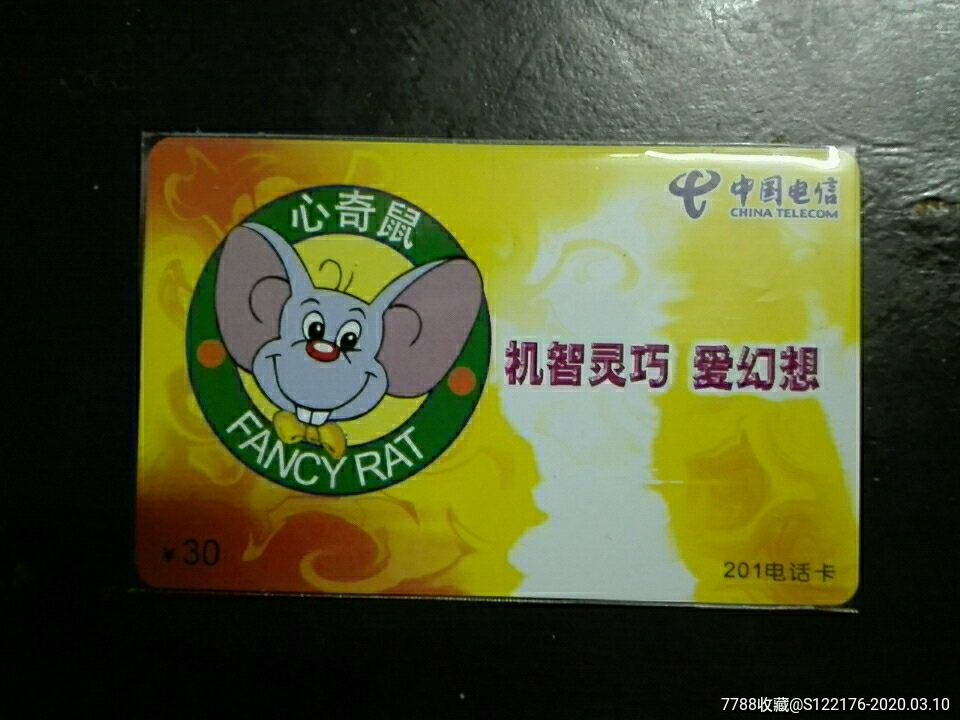 心奇鼠
FANCY RAT
中国电信
CHINA TELECOM
机智灵巧 爱幻想
¥30
201电话卡
7788收藏@S122176-2020.03.10